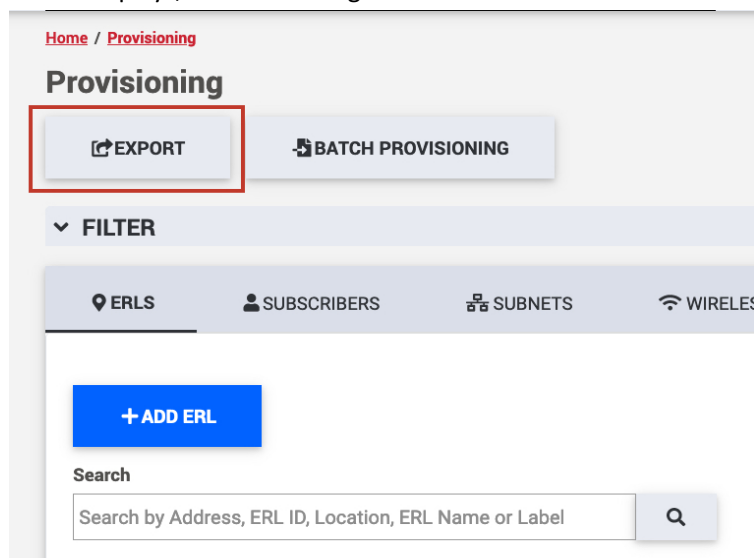 Home / Provisioning
Provisioning
EXPORT
BATCH PROVISIONING
FILTER
ERLS
SUBSCRIBERS
SUBNETS
WIRELES
+ ADD ERL
Search
Search by Address, ERL ID, Location, ERL Name or Label